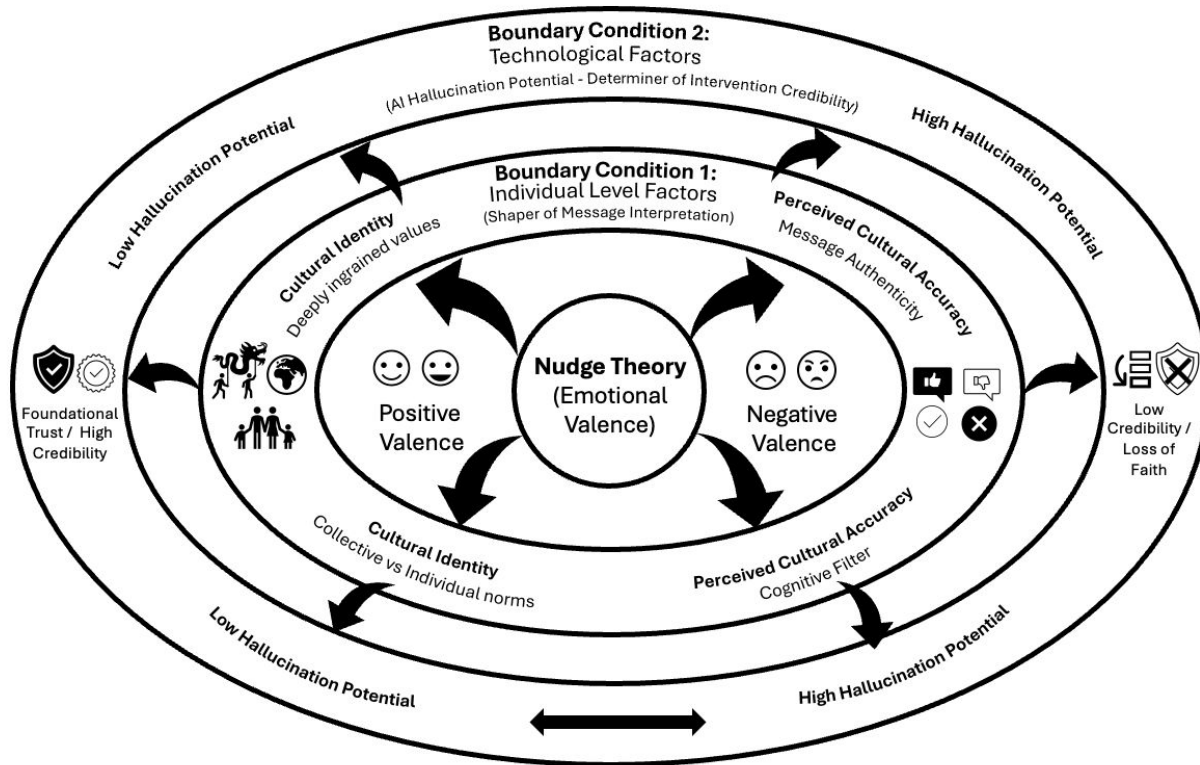 Boundary Condition 2:
Technological Factors
(AI Hallucination Potential - Determiner of Intervention Credibility)
Low Hallucination Potential
High Hallucination Potential
Boundary Condition 1:
Individual Level Factors
(Shaper of Message Interpretation)
Cultural Identity
Deeply ingrained values
Perceived Cultural Accuracy
Message Authenticity
Nudge Theory
(Emotional
Valence)
Positive
Valence
Negative
Valence
Foundational
Trust / High
Credibility
Low
Credibility /
Loss of
Faith
Cultural Identity
Collective vs Individual norms
Perceived Cultural Accuracy
Cognitive Filter
Low Hallucination Potential
High Hallucination Potential